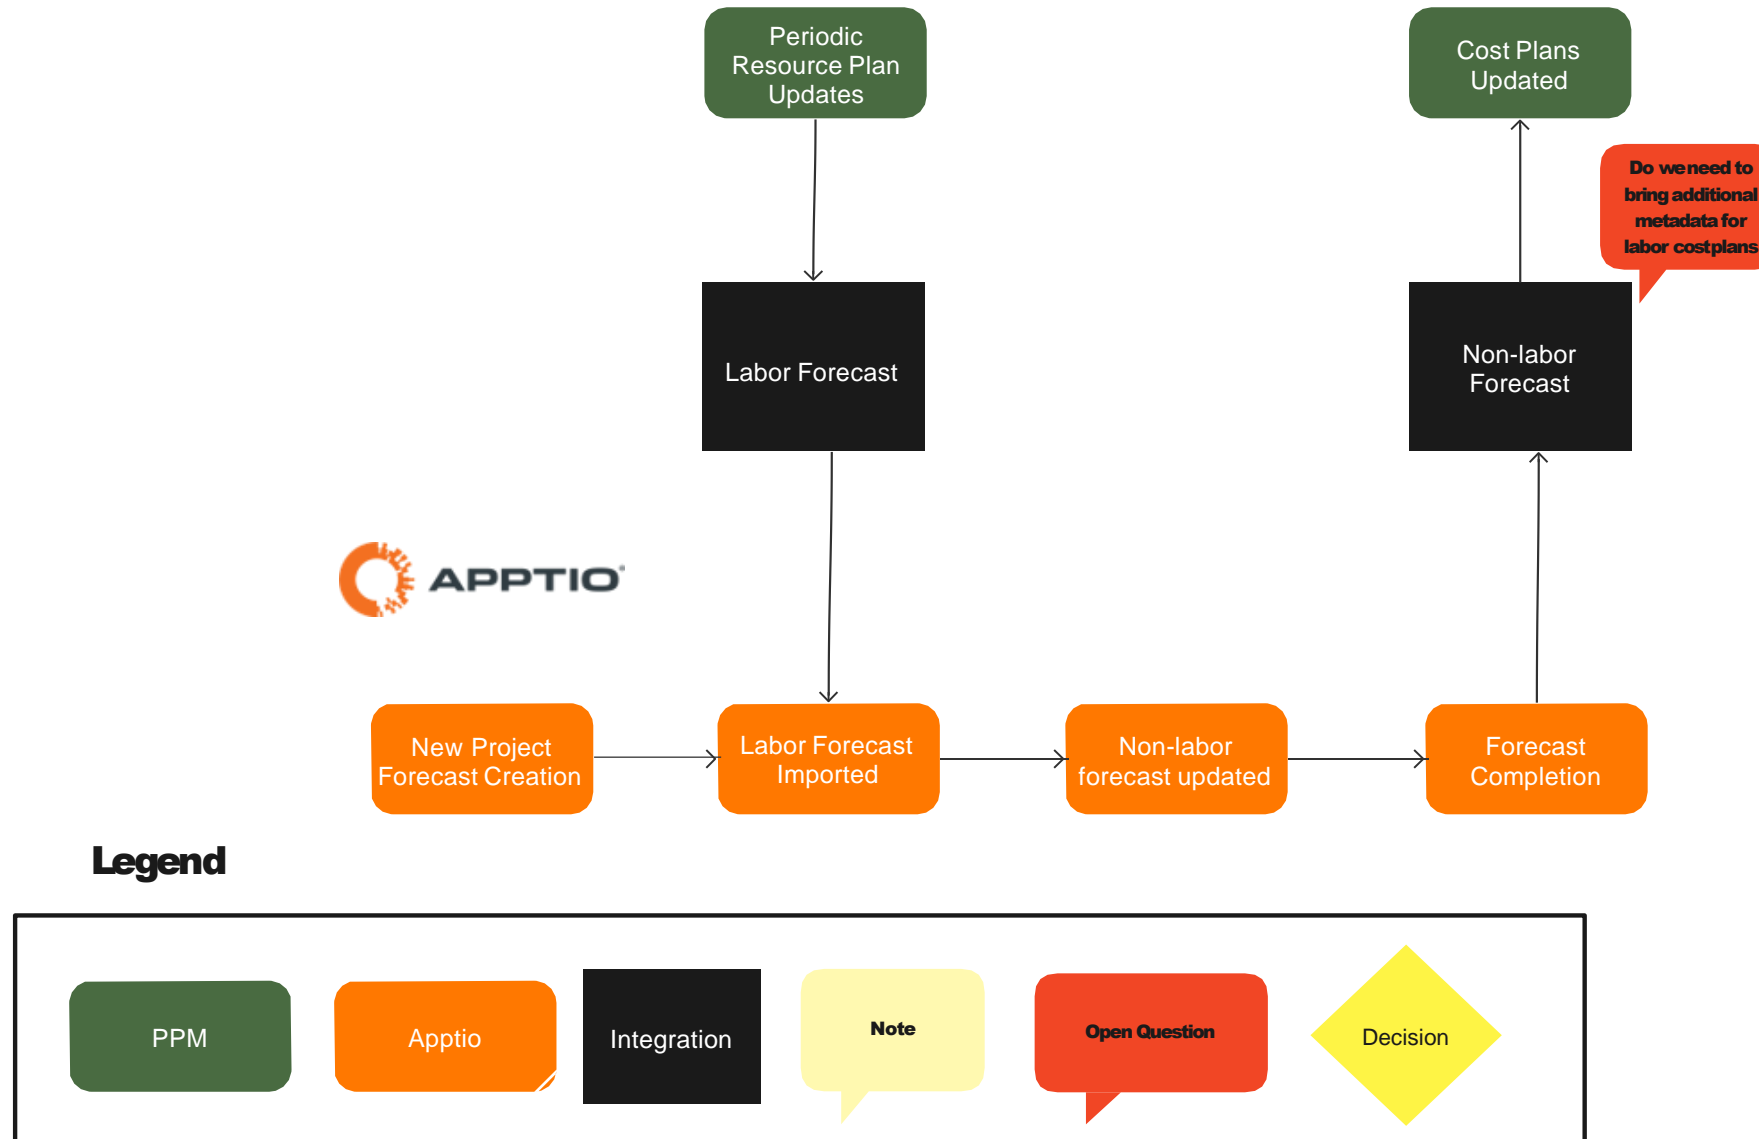 Periodic
Resource Plan
Updates
Cost Plans
Updated
Do we need to
bring additional
metadata for
labor cost plans
Labor Forecast
Non-labor
Forecast
APPTIO
New Project
Forecast Creation
Labor Forecast
Imported
Non-labor
forecast updated
Forecast
Completion
Legend
PPM
Apptio
Integration
Note
Open Question
Decision